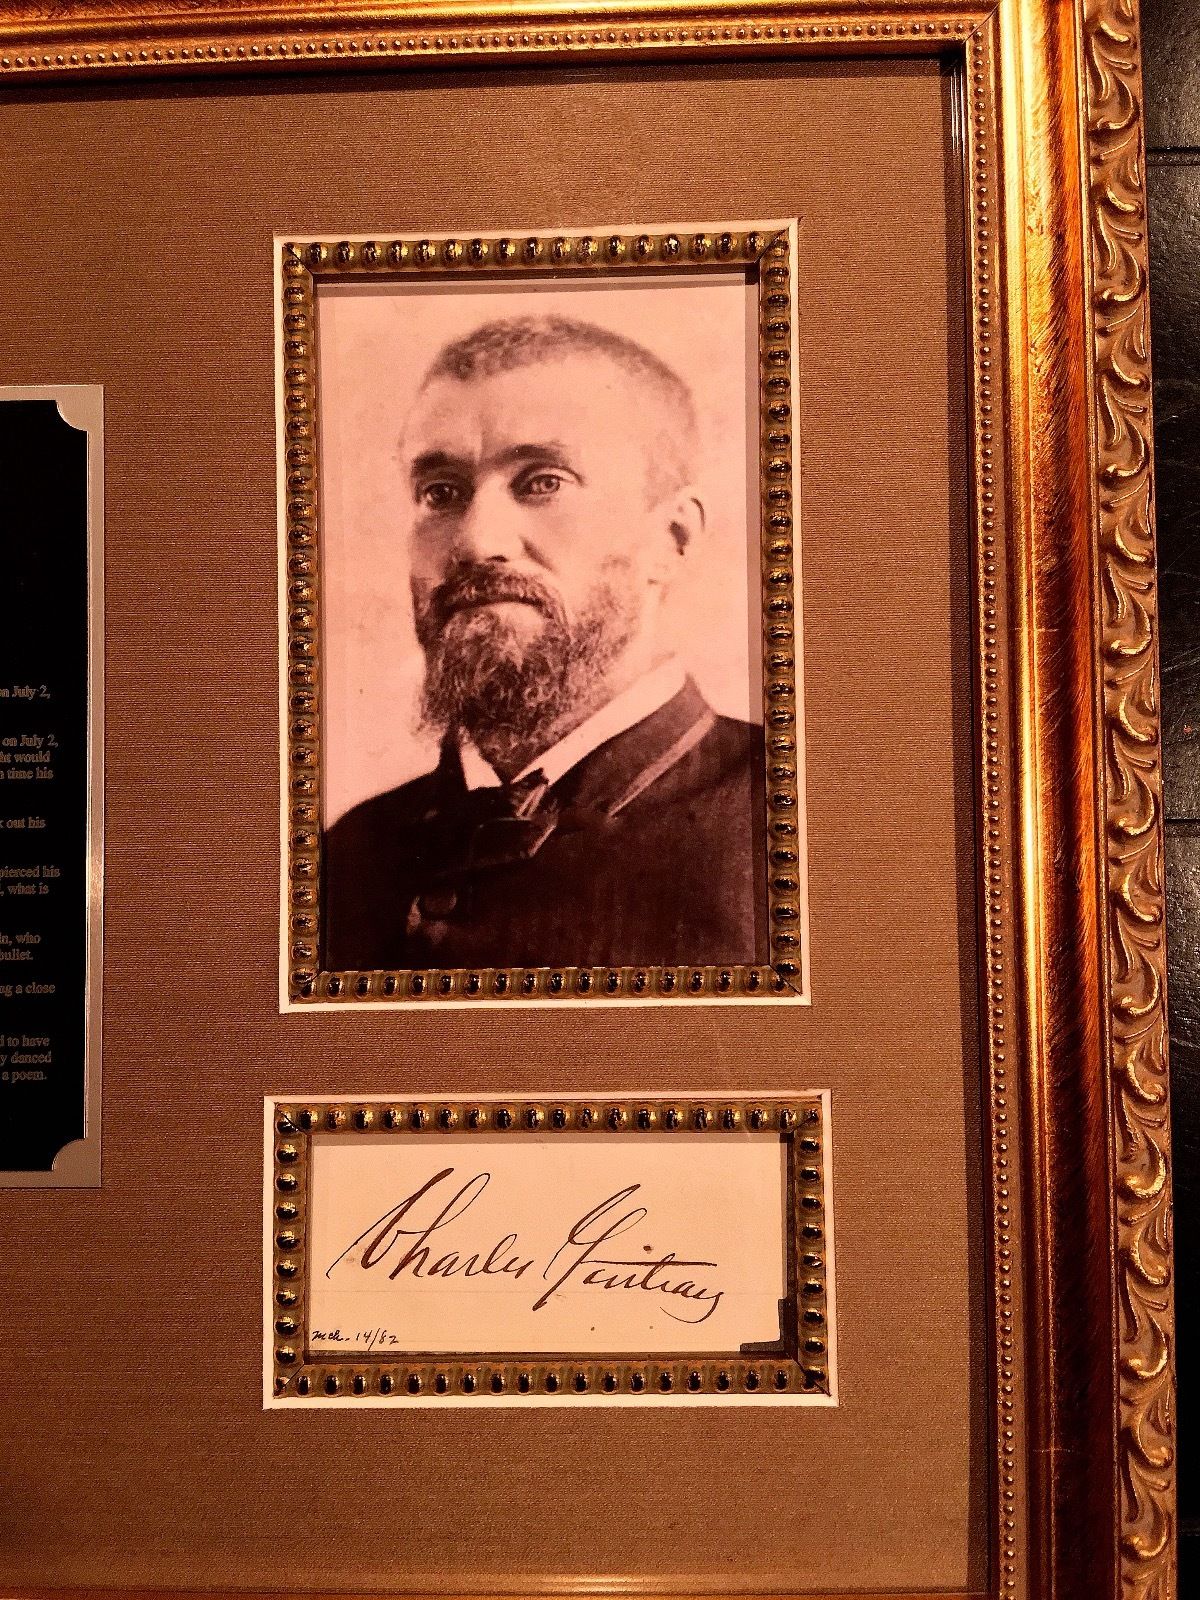 on July 2,
on July 2,
ht would
n time his
k out his
pierced his
, what is
in, who
bullet.
ng a close
d to have
y danced
a poem.
Charles Guiteau
Mch. 14/82